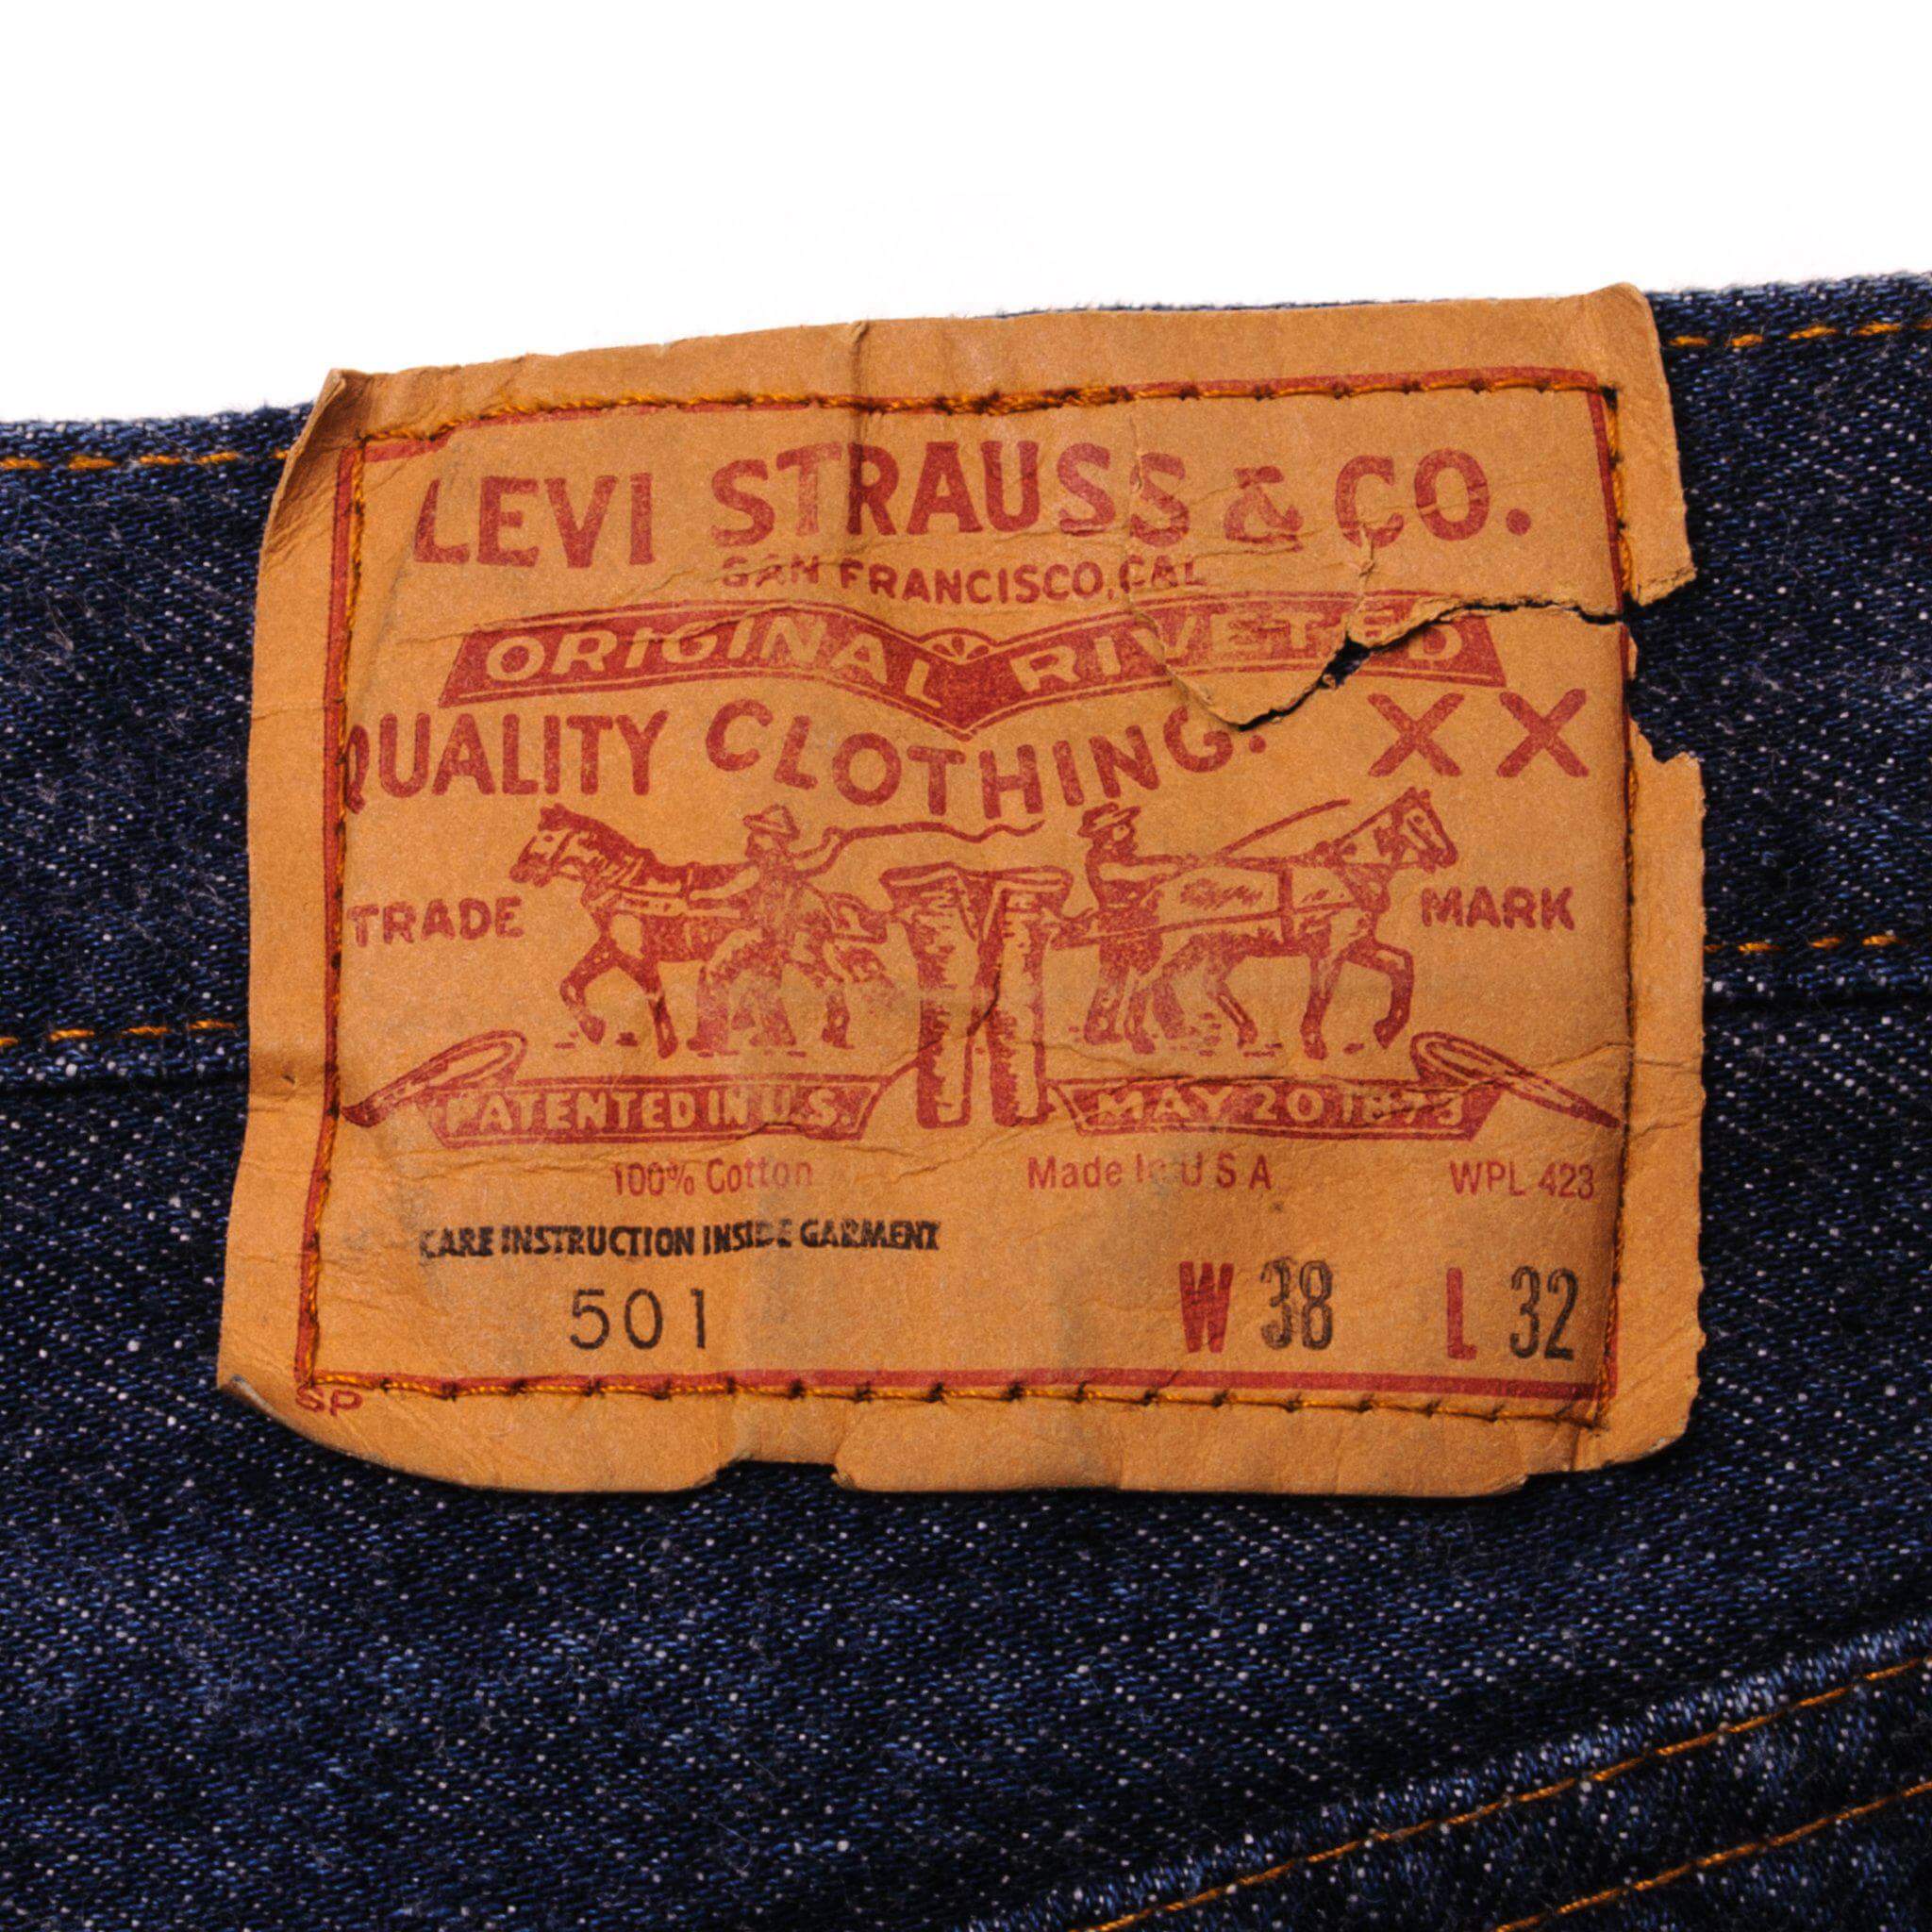 LEVI STRAUSS & CO.
SAN FRANCISCO, CAL
ORIGINAL RIVETED
QUALITY CLOTHING. XX
TRADE MARK
PATENTED IN U.S. MAY 20 1873
100% Cotton Made In U S A WPL 423
CARE INSTRUCTION INSIDE GARMENT
501 W 38 L 32
SP